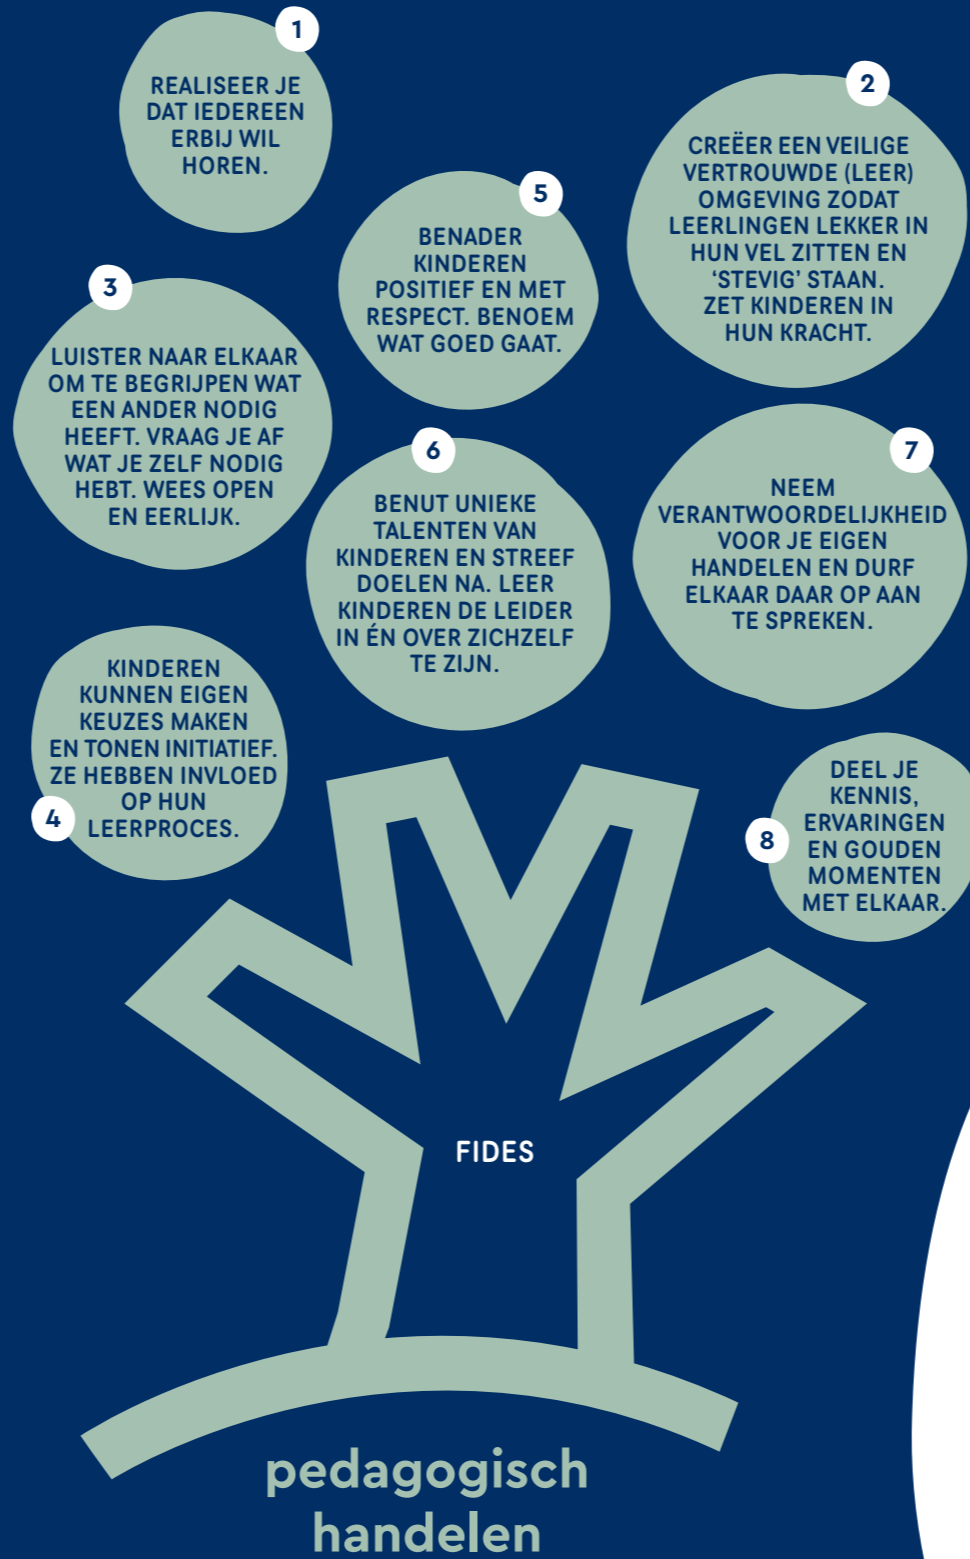 1
REALISEER JE
DAT IEDEREEN
ERBIJ WIL
HOREN.
2
CREËER EEN VEILIGE
VERTROUWDE (LEER)
OMGEVING ZODAT
LEERLINGEN LEKKER IN
HUN VEL ZITTEN EN
‘STEVIG’ STAAN.
ZET KINDEREN IN
HUN KRACHT.
3
LUISTER NAAR ELKAAR
OM TE BEGRIJPEN WAT
EEN ANDER NODIG
HEEFT. VRAAG JE AF
WAT JE ZELF NODIG
HEBT. WEES OPEN
EN EERLIJK.
4
KINDEREN
KUNNEN EIGEN
KEUZES MAKEN
EN TONEN INITIATIEF.
ZE HEBBEN INVLOED
OP HUN
LEERPROCES.
5
BENADER
KINDEREN
POSITIEF EN MET
RESPECT. BENOEM
WAT GOED GAAT.
6
BENUT UNIEKE
TALENTEN VAN
KINDEREN EN STREEF
DOELEN NA. LEER
KINDEREN DE LEIDER
IN ÉN OVER ZICHZELF
TE ZIJN.
7
NEEM
VERANTWOORDELIJKHEID
VOOR JE EIGEN
HANDELEN EN DURF
ELKAAR DAAR OP AAN
TE SPREKEN.
8
DEEL JE
KENNIS,
ERVARINGEN
EN GOUDEN
MOMENTEN
MET ELKAAR.
FIDES
pedagogisch
handelen